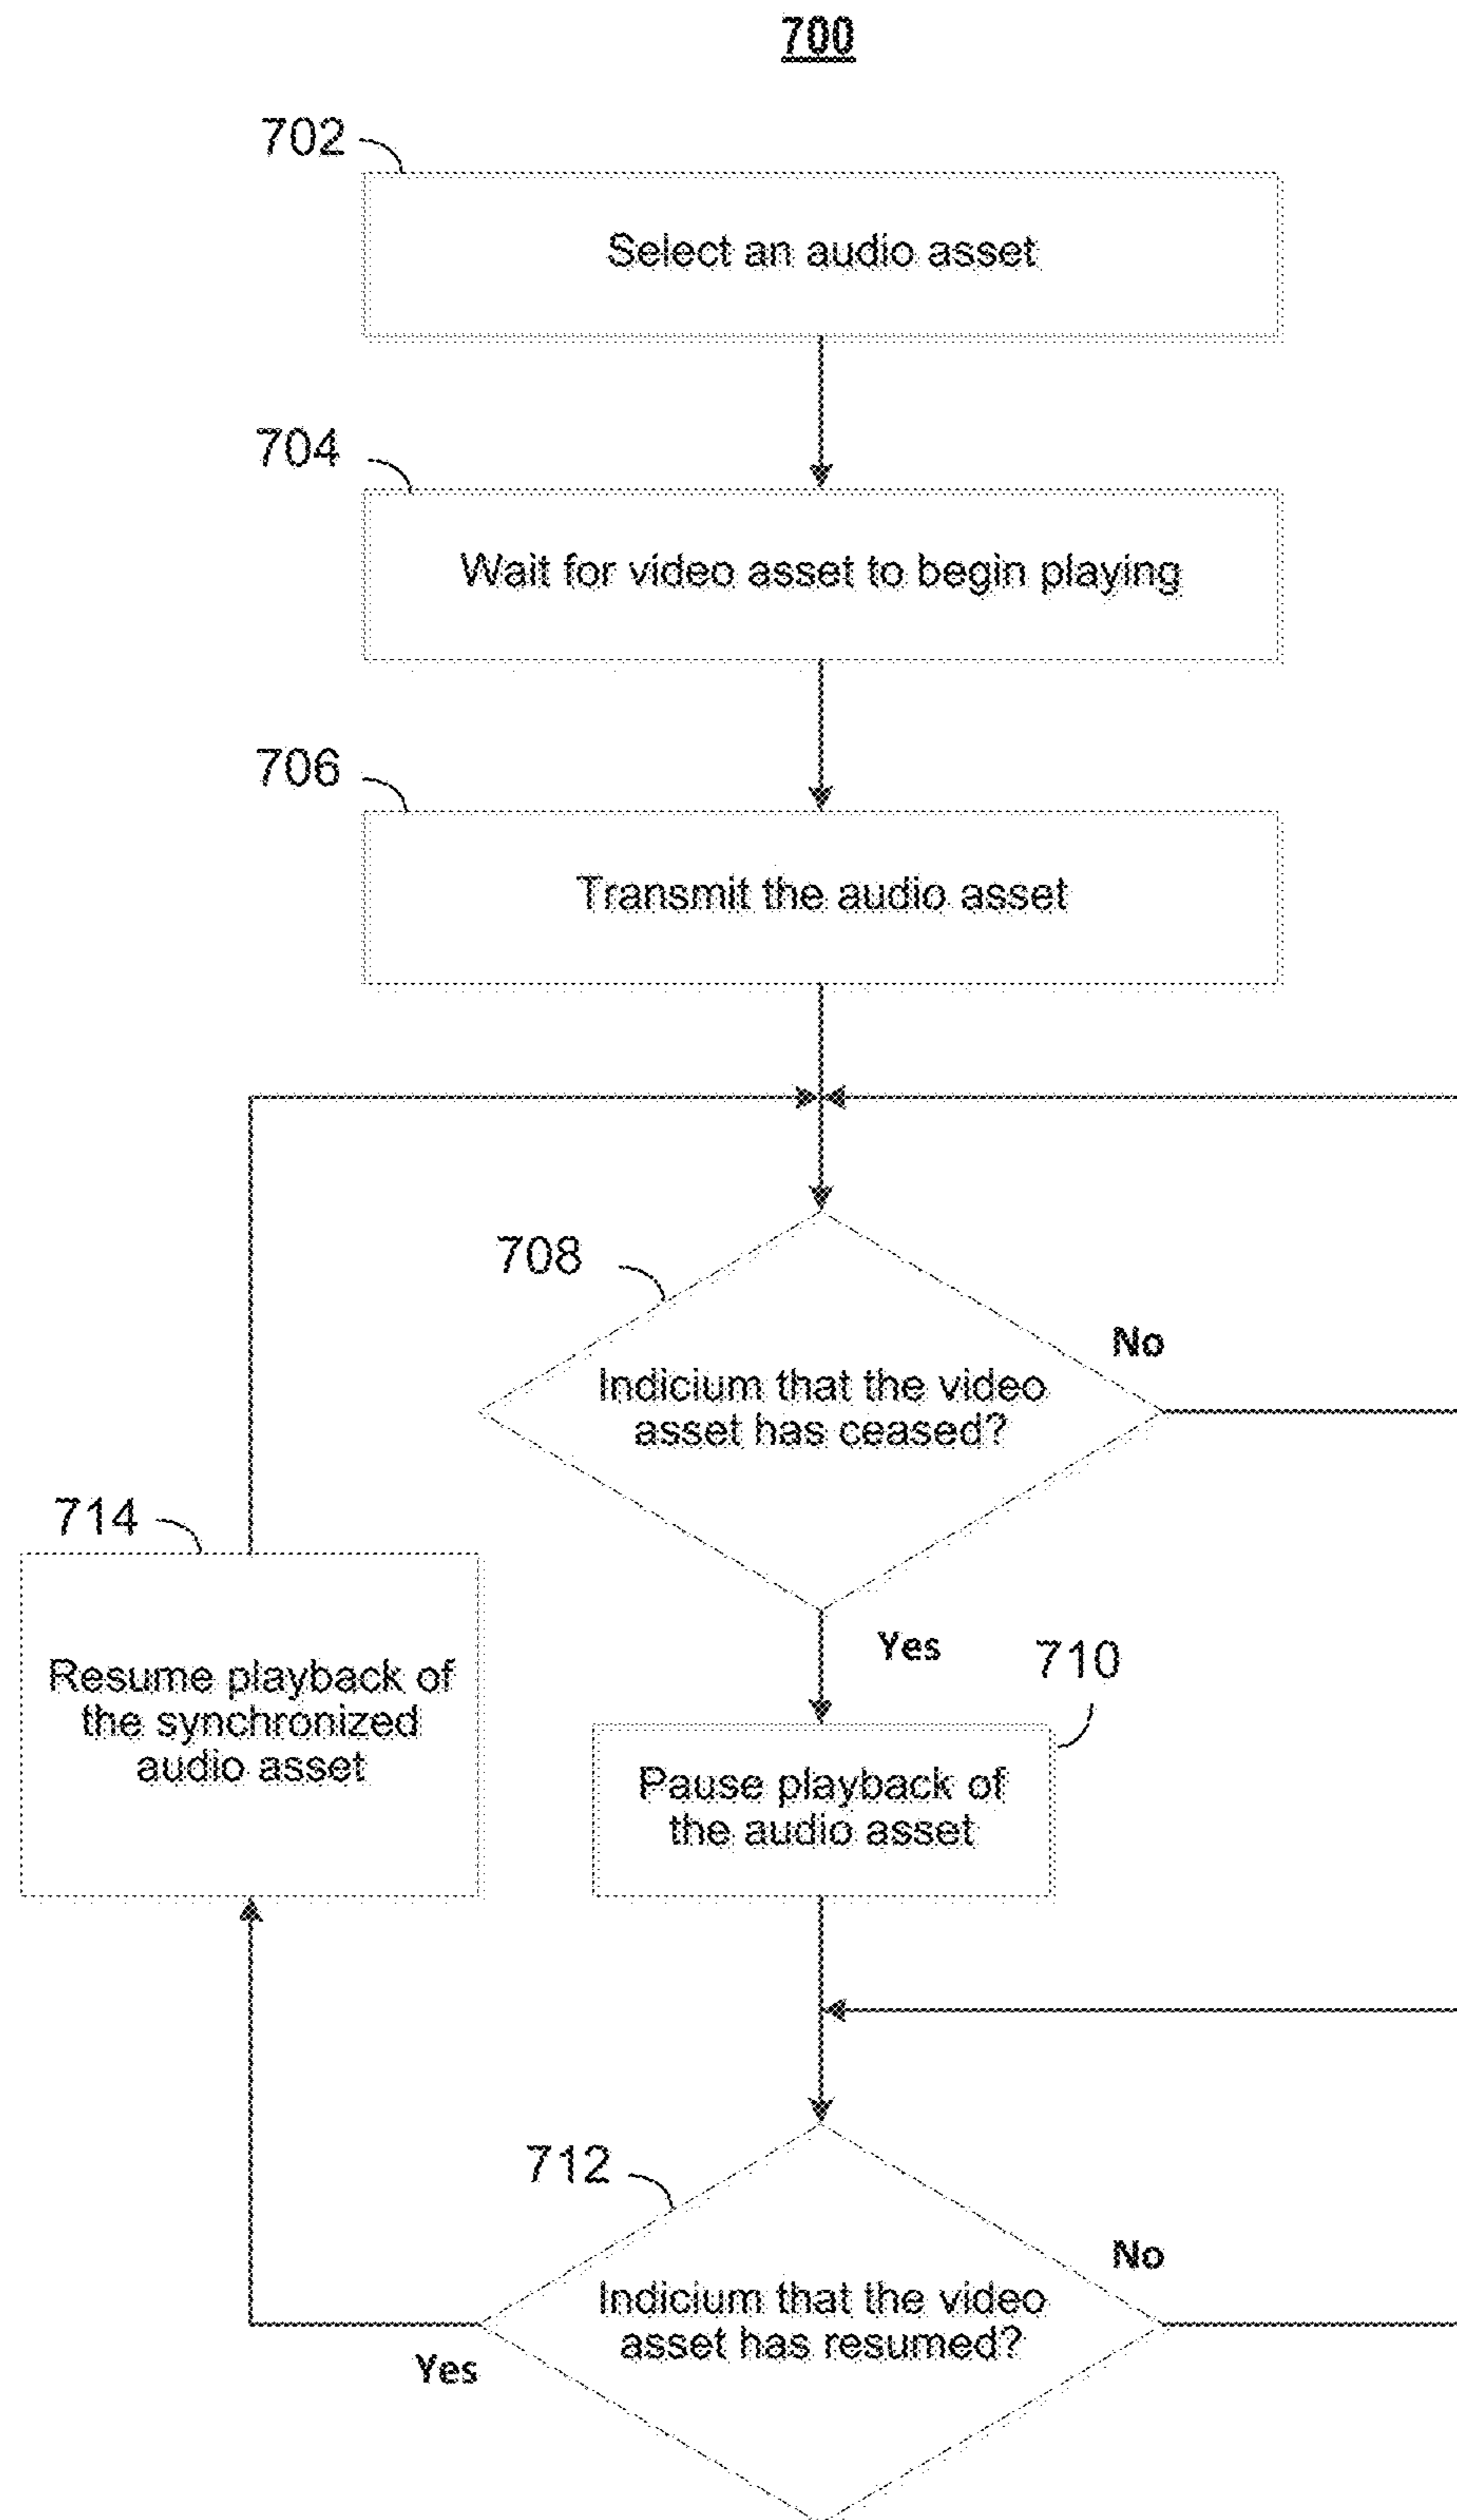 700
702
Select an audio asset
704
Wait for video asset to begin playing
706
Transmit the audio asset
708
No
Indicium that the video
asset has ceased?
714
Yes
710
Resume playback of
the synchronized
audio asset
Pause playback of
the audio asset
712
No
Indicium that the video
asset has resumed?
Yes